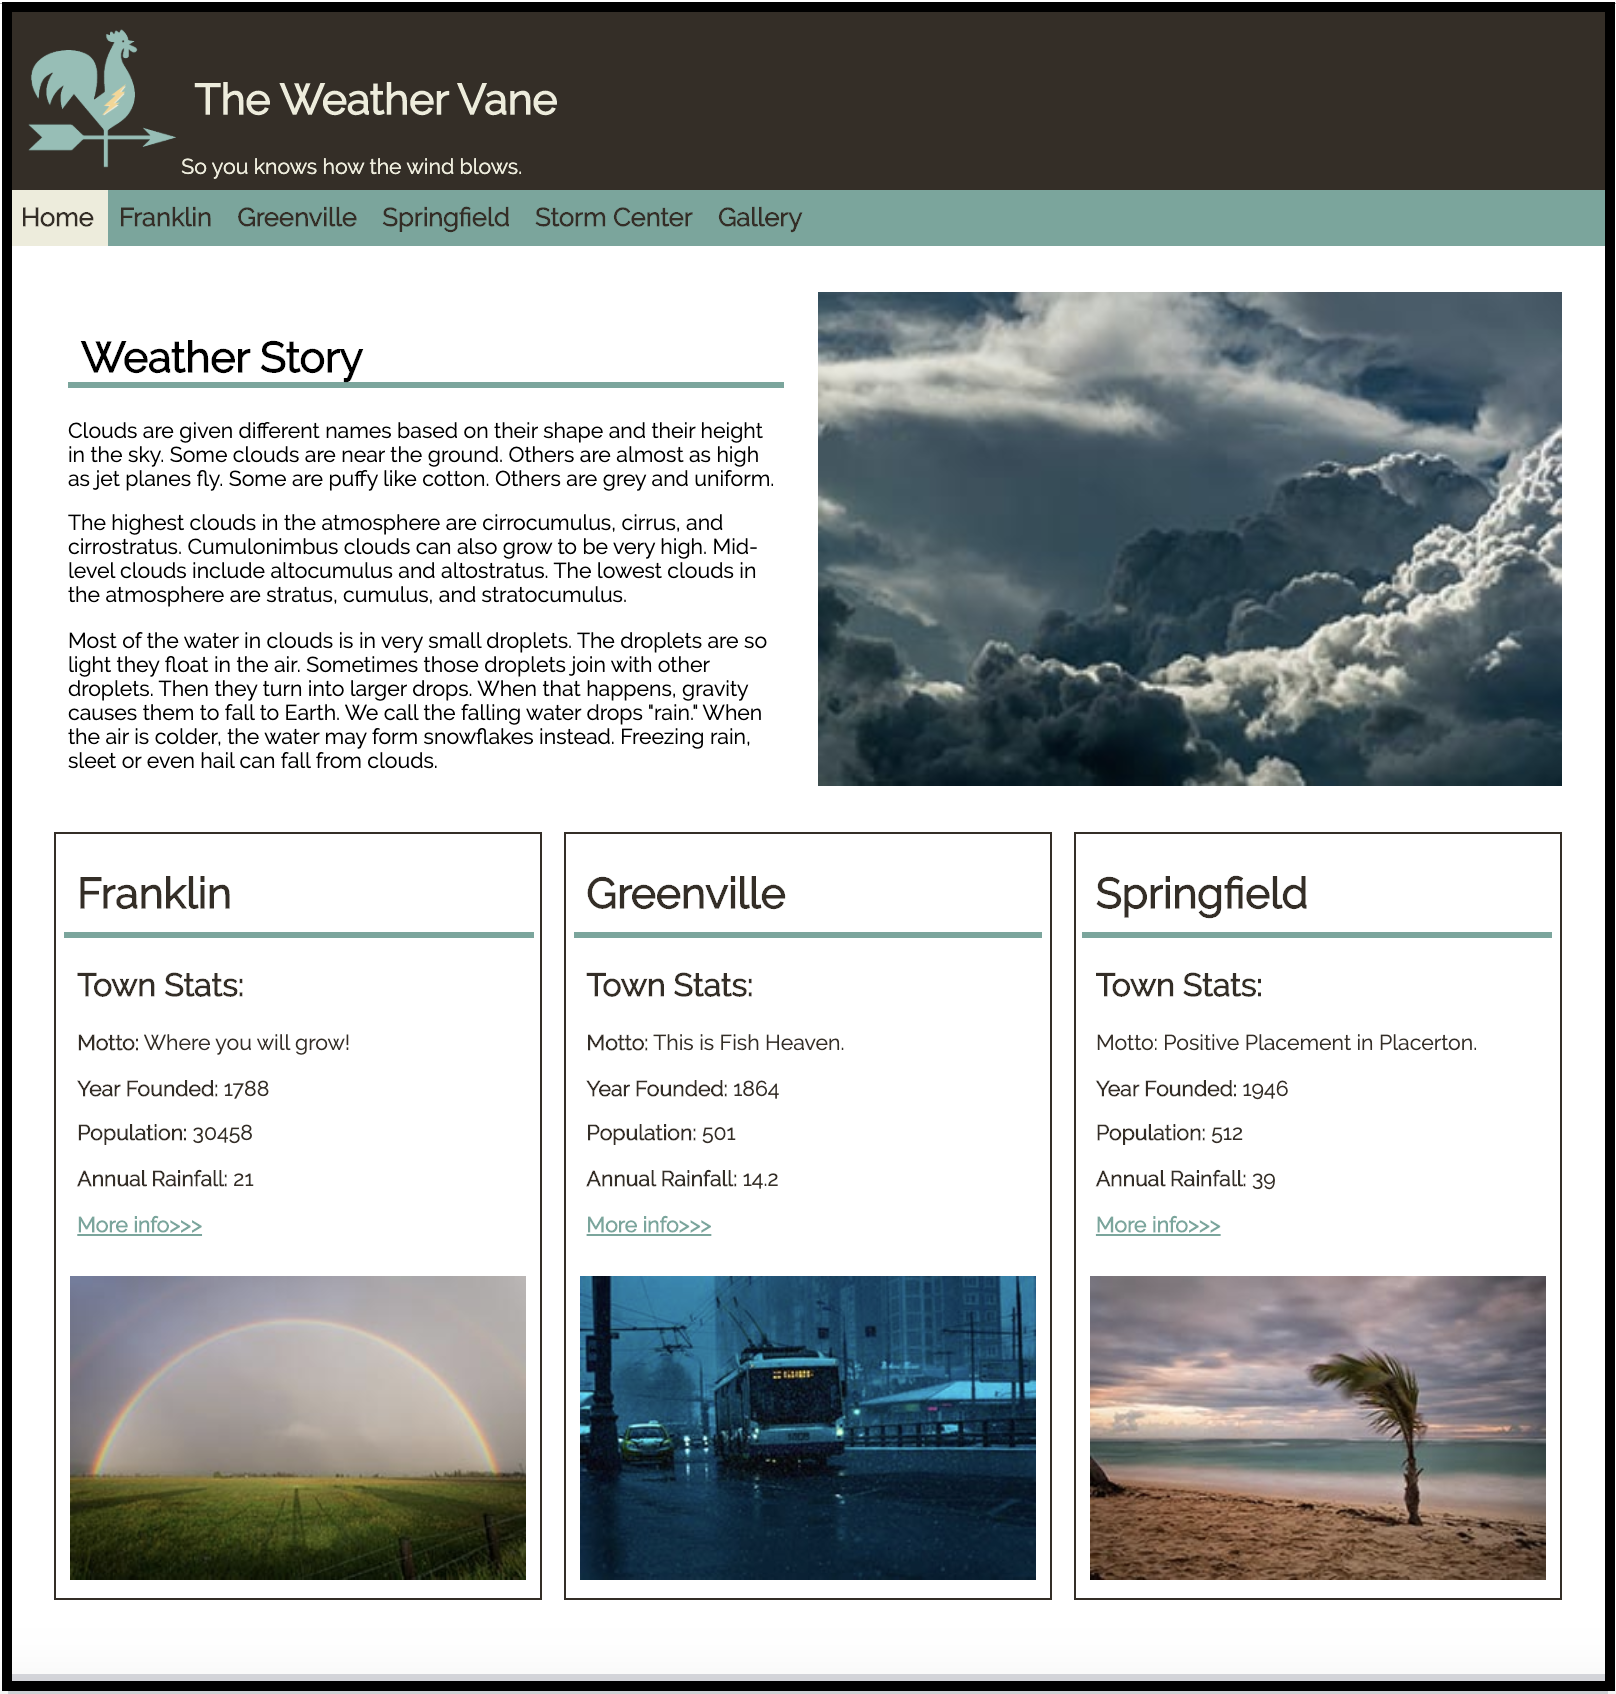 The Weather Vane
So you knows how the wind blows.
Home Franklin Greenville Springfield Storm Center Gallery
Weather Story
Clouds are given different names based on their shape and their height
in the sky. Some clouds are near the ground. Others are almost as high
as jet planes fly. Some are puffy like cotton. Others are grey and uniform.
The highest clouds in the atmosphere are cirrocumulus, cirrus, and
cirrostratus. Cumulonimbus clouds can also grow to be very high. Mid-
level clouds include altocumulus and altostratus. The lowest clouds in
the atmosphere are stratus, cumulus, and stratocumulus.
Most of the water in clouds is in very small droplets. The droplets are so
light they float in the air. Sometimes those droplets join with other
droplets. Then they turn into larger drops. When that happens, gravity
causes them to fall to Earth. We call the falling water drops "rain." When
the air is colder, the water may form snowflakes instead. Freezing rain,
sleet or even hail can fall from clouds.
Franklin
Town Stats:
Motto: Where you will grow!
Year Founded: 1788
Population: 30458
Annual Rainfall: 21
More info>>>
Greenville
Town Stats:
Motto: This is Fish Heaven.
Year Founded: 1864
Population: 501
Annual Rainfall: 14.2
More info>>>
Springfield
Town Stats:
Motto: Positive Placement in Placerton.
Year Founded: 1946
Population: 512
Annual Rainfall: 39
More info>>>